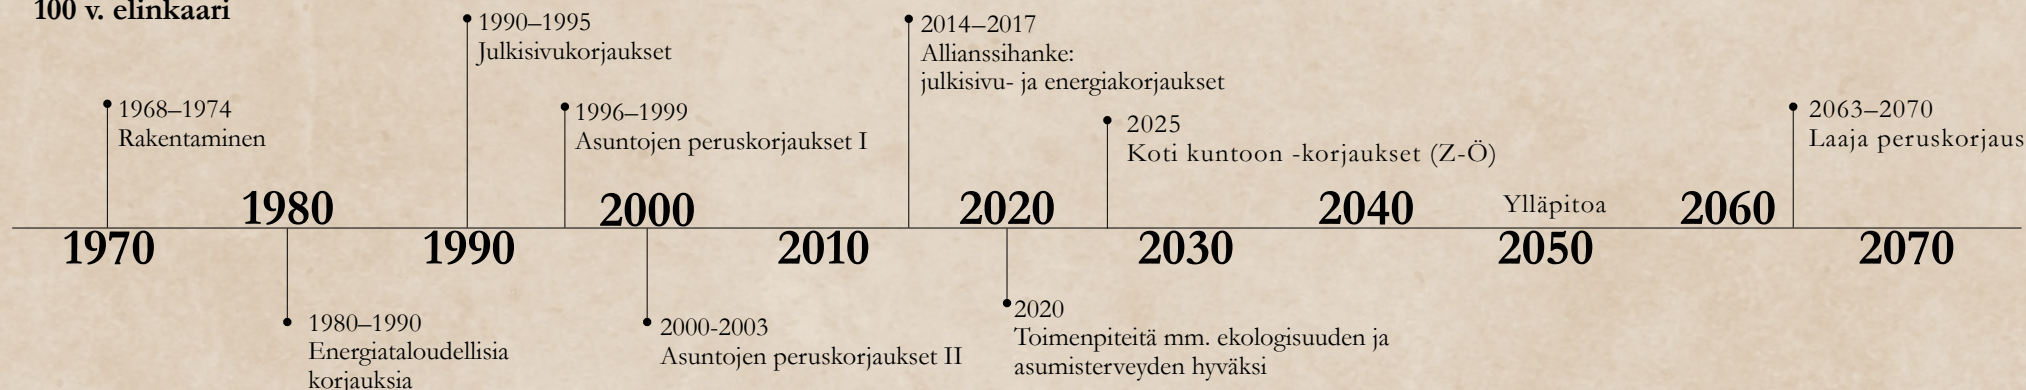 100 v. elinkaari
1990–1995
Julkisivukorjaukset
2014–2017
Allianssihanke:
julkisivu- ja energiakorjaukset
1968–1974
Rakentaminen
1996–1999
Asuntojen peruskorjaukset I
2025
Koti kuntoon -korjaukset (Z-Ö)
2063–2070
Laaja peruskorjaus
1980
2000
2020
2040
Ylläpitoa
2060
1970
1990
2010
2030
2050
2070
1980–1990
Energiataloudellisia
korjauksia
2000-2003
Asuntojen peruskorjaukset II
2020
Toimenpiteitä mm. ekologisuuden ja
asumisterveyden hyväksi